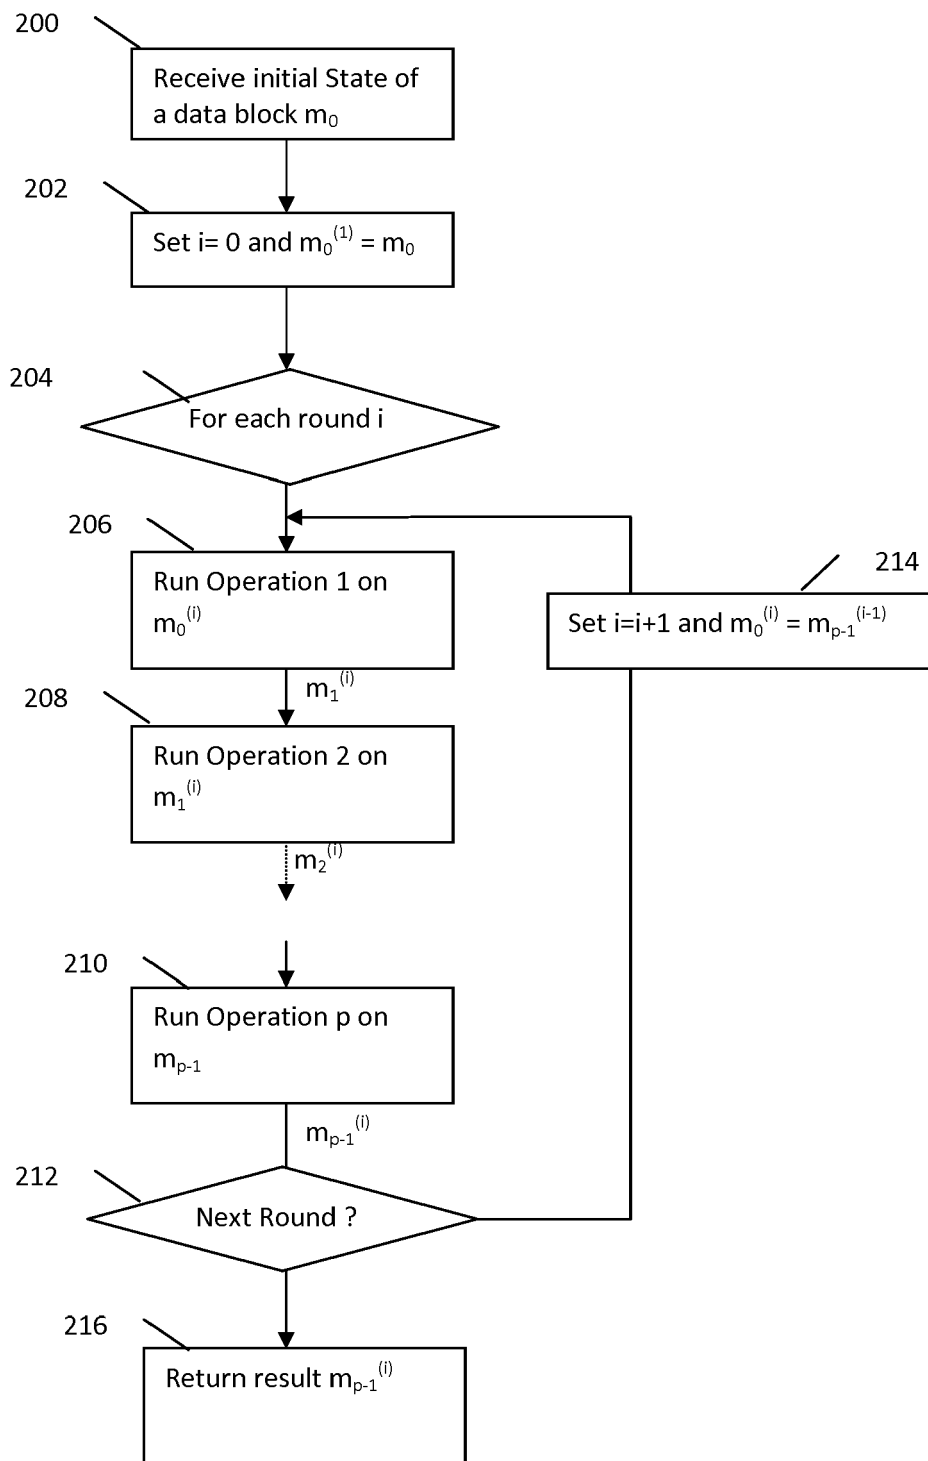 200
Receive initial State of
a data block m₀
202
Set i= 0 and m₀⁽¹⁾ = m₀
204
For each round i
206
Run Operation 1 on
m₀⁽ⁱ⁾
214
Set i=i+1 and m₀⁽ⁱ⁾ = mₚ₋₁⁽ⁱ⁻¹⁾
m₁⁽ⁱ⁾
208
Run Operation 2 on
m₁⁽ⁱ⁾
m₂⁽ⁱ⁾
210
Run Operation p on
mₚ₋₁
mₚ₋₁⁽ⁱ⁾
212
Next Round ?
216
Return result mₚ₋₁⁽ⁱ⁾